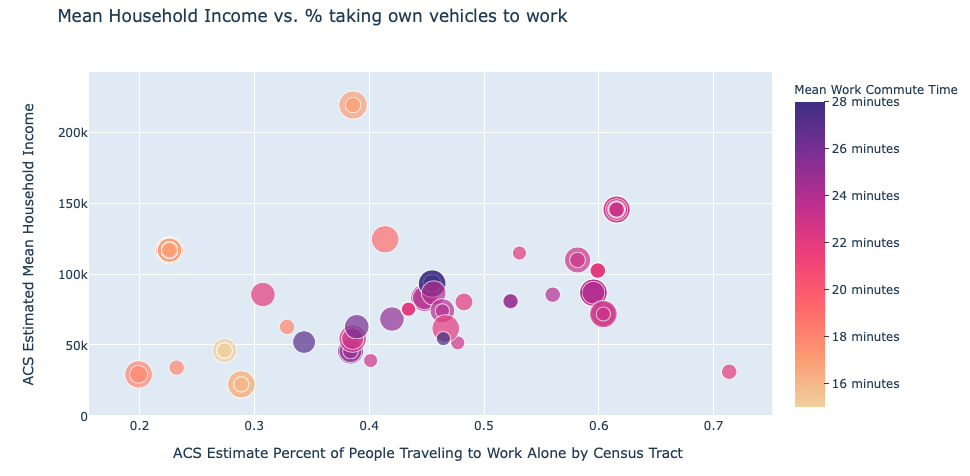 Mean Household Income vs. % taking own vehicles to work
Mean Work Commute Time
28 minutes
26 minutes
24 minutes
22 minutes
20 minutes
18 minutes
16 minutes
ACS Estimated Mean Household Income
200k
150k
100k
50k
0
0.2 0.3 0.4 0.5 0.6 0.7
ACS Estimate Percent of People Traveling to Work Alone by Census Tract